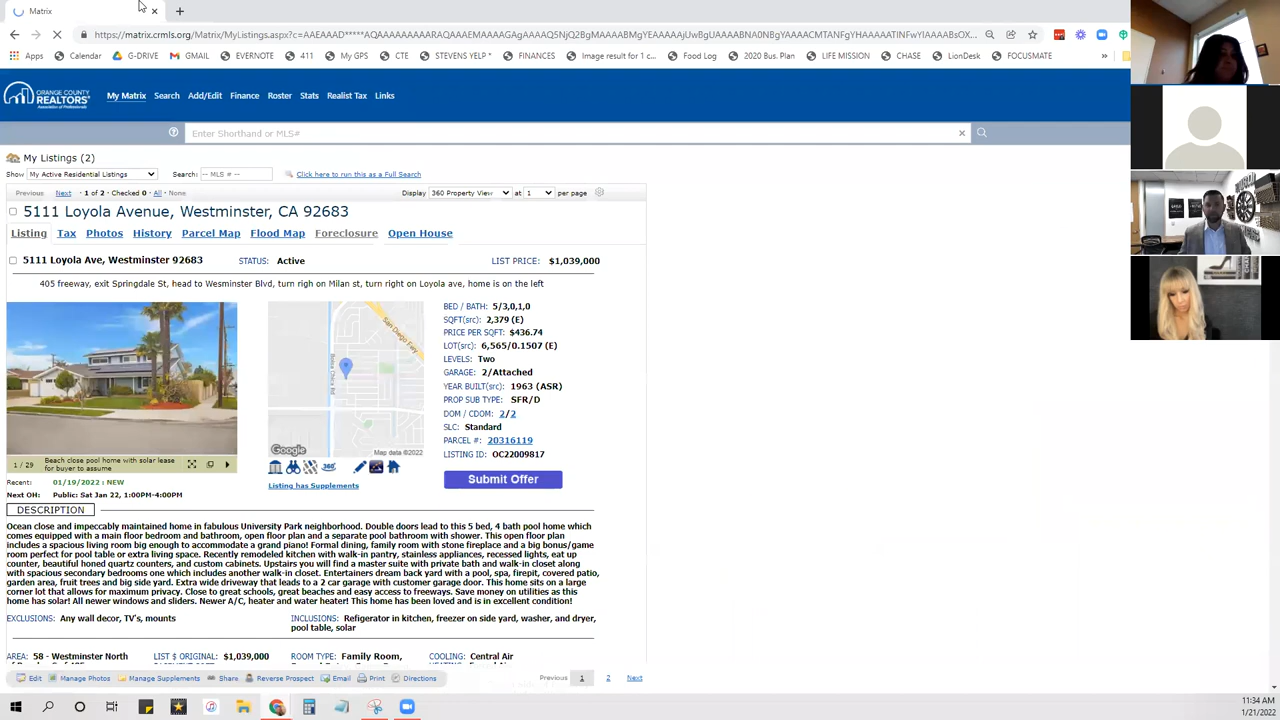 Matrix
https://matrix.crmls.org/Matrix/MyListings.aspx?c=AAEAAAD*****AQAAAAAAAAAEMAAAAGAgAAAAQ5NjQ2BgMAAAABMgYEAAAAAjUwBgUAAAABNA0NBgYAAAACMTANFgYHAAAAATINFwYIAAAABsOX...
Apps Calendar G-DRIVE GMAIL EVERNOTE 411 My GPS CTE STEVENS YELP * FINANCES Image result for 1 c... Food Log 2020 Bus. Plan LIFE MISSION CHASE LionDesk FOCUSMATE »
ORANGE COUNTY REALTORS
My Matrix Search Add/Edit Finance Roster Stats Realist Tax Links
Enter Shorthand or MLS#
My Listings (2)
Show My Active Residential Listings Search: -- MLS # -- Click here to run this as a Full Search
Previous Next · 1 of 2 · Checked 0 · All · None Display 360 Property View at 1 per page
5111 Loyola Avenue, Westminster, CA 92683
Listing Tax Photos History Parcel Map Flood Map Foreclosure Open House
5111 Loyola Ave, Westminster 92683 STATUS: Active LIST PRICE: $1,039,000
405 freeway, exit Springdale St, head to Wesminster Blvd, turn righ on Milan st, turn right on Loyola ave, home is on the left
BED / BATH: 5/3,0,1,0
SQFT(src): 2,379 (E)
PRICE PER SQFT: $436.74
LOT(src): 6,565/0.1507 (E)
LEVELS: Two
GARAGE: 2/Attached
YEAR BUILT(src): 1963 (ASR)
PROP SUB TYPE: SFR/D
DOM / CDOM: 2/2
SLC: Standard
PARCEL #: 20316119
LISTING ID: OC22009817
San Diego Fwy
Bolsa Chica Rd
Google Map data ©2022
1 / 29 Beach close pool home with solar lease for buyer to assume
Recent: 01/19/2022 : NEW
Next OH: Public: Sat Jan 22, 1:00PM-4:00PM
360
Listing has Supplements
Submit Offer
DESCRIPTION
Ocean close and impeccably maintained home in fabulous University Park neighborhood. Double doors lead to this 5 bed, 4 bath pool home which
comes equipped with a main floor bedroom and bathroom, open floor plan and a separate pool bathroom with shower. This open floor plan
includes a spacious living room big enough to accommodate a grand piano! Formal dining, family room with stone fireplace and a big bonus/game
room perfect for pool table or extra living space. Recently remodeled kitchen with walk-in pantry, stainless appliances, recessed lights, eat up
counter, beautiful honed quartz counters, and custom cabinets. Upstairs you will find a master suite with private bath and walk-in closet along
with spacious secondary bedrooms one which includes another walk-in closet. Entertainers dream back yard with a pool, spa, firepit, covered patio,
garden area, fruit trees and big side yard. Extra wide driveway that leads to a 2 car garage with customer garage door. This home sits on a large
corner lot that allows for maximum privacy. Close to great schools, great beaches and easy access to freeways. Save money on utilities as this
home has solar! All newer windows and sliders. Newer A/C, heater and water heater! This home has been loved and is in excellent condition!
EXCLUSIONS: Any wall decor, TV's, mounts INCLUSIONS: Refigerator in kitchen, freezer on side yard, washer, and dryer,
pool table, solar
AREA: 58 - Westminster North LIST $ ORIGINAL: $1,039,000 ROOM TYPE: Family Room, COOLING: Central Air
Edit Manage Photos Manage Supplements Share Reverse Prospect Email Print Directions Previous 1 2 Next
11:34 AM
1/21/2022